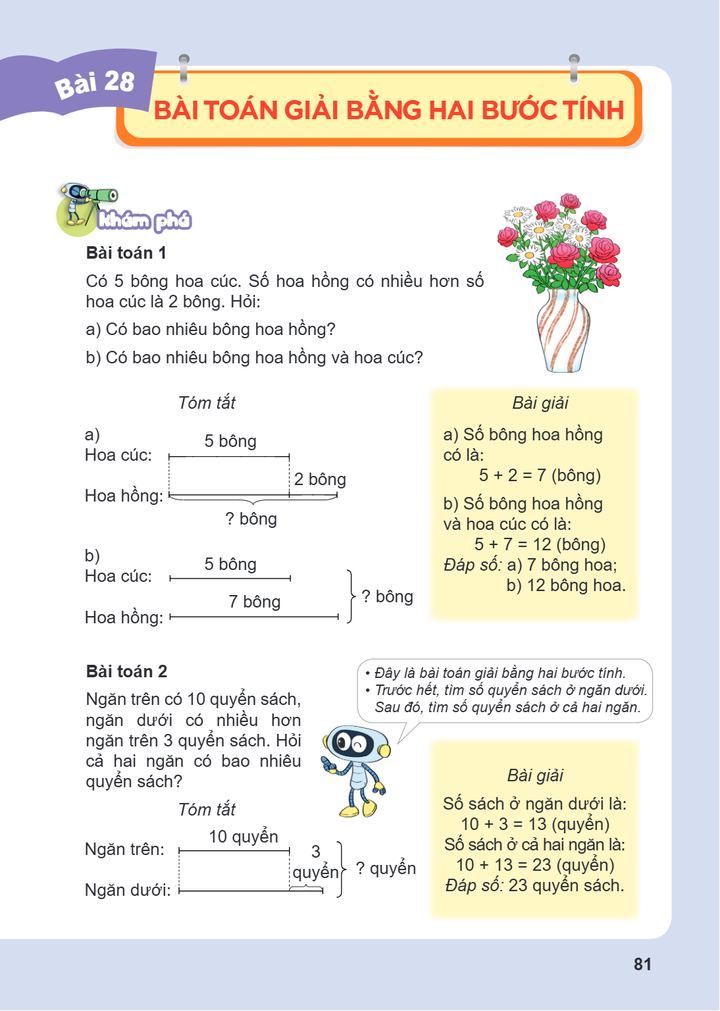 Bài 28
BÀI TOÁN GIẢI BẰNG HAI BƯỚC TÍNH
Khám phá
Bài toán 1
Có 5 bông hoa cúc. Số hoa hồng có nhiều hơn số
hoa cúc là 2 bông. Hỏi:
a) Có bao nhiêu bông hoa hồng?
b) Có bao nhiêu bông hoa hồng và hoa cúc?
Tóm tắt
a)
5 bông
Hoa cúc:
2 bông
Hoa hồng:
? bông
b)
5 bông
Hoa cúc:
7 bông
? bông
Hoa hồng:
Bài giải
a) Số bông hoa hồng
có là:
5 + 2 = 7 (bông)
b) Số bông hoa hồng
và hoa cúc có là:
5 + 7 = 12 (bông)
Đáp số: a) 7 bông hoa;
b) 12 bông hoa.
Bài toán 2
Ngăn trên có 10 quyển sách,
ngăn dưới có nhiều hơn
ngăn trên 3 quyển sách. Hỏi
cả hai ngăn có bao nhiêu
quyển sách?
• Đây là bài toán giải bằng hai bước tính.
• Trước hết, tìm số quyển sách ở ngăn dưới.
Sau đó, tìm số quyển sách ở cả hai ngăn.
Tóm tắt
10 quyển
Ngăn trên:
3
quyển
? quyển
Ngăn dưới:
Bài giải
Số sách ở ngăn dưới là:
10 + 3 = 13 (quyển)
Số sách ở cả hai ngăn là:
10 + 13 = 23 (quyển)
Đáp số: 23 quyển sách.
81